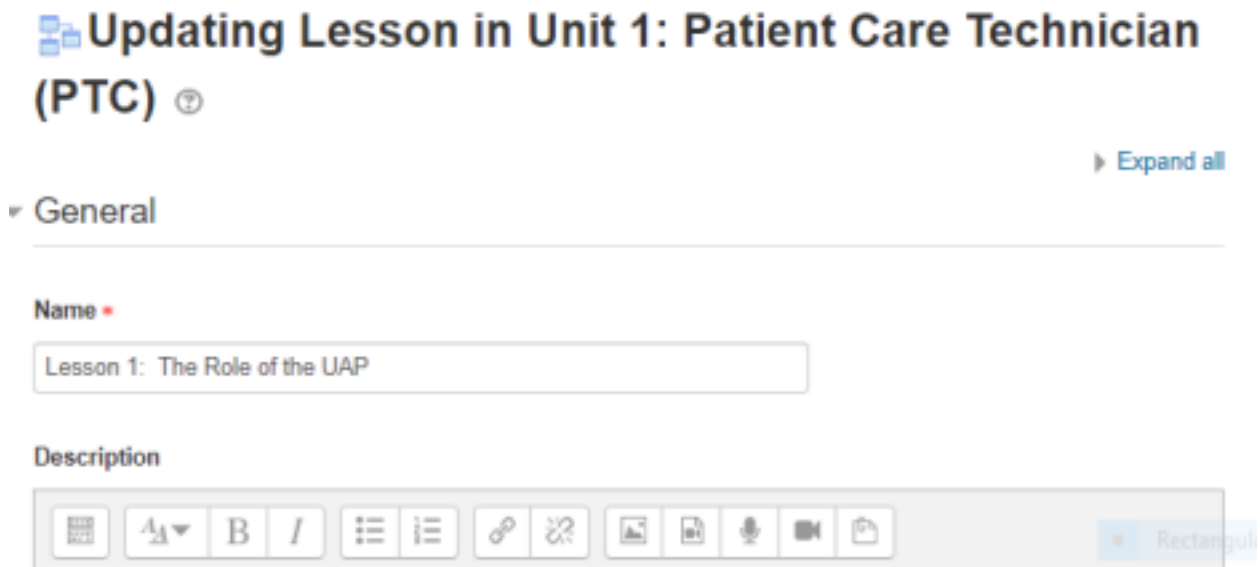 Updating Lesson in Unit 1: Patient Care Technician
(PTC)
Expand all
General
Name
Lesson 1: The Role of the UAP
Description